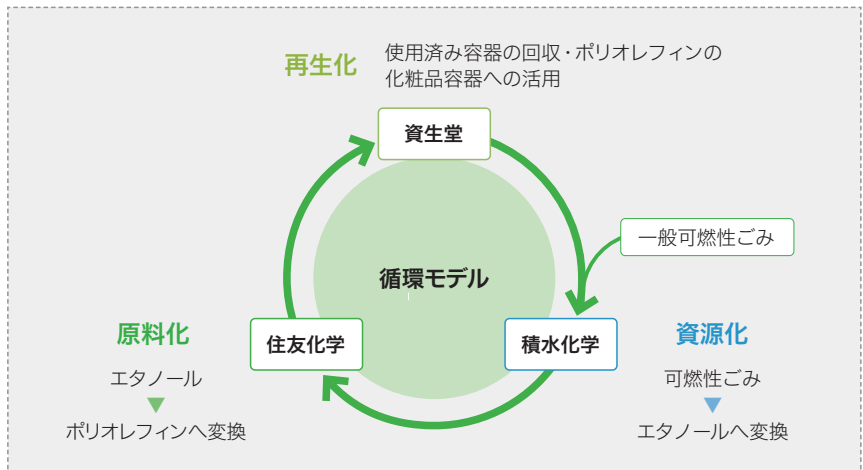 再生化
使用済み容器の回収・ポリオレフィンの
化粧品容器への活用
資生堂
一般可燃性ごみ
循環モデル
原料化
住友化学
積水化学
資源化
エタノール
ポリオレフィンへ変換
可燃性ごみ
エタノールへ変換